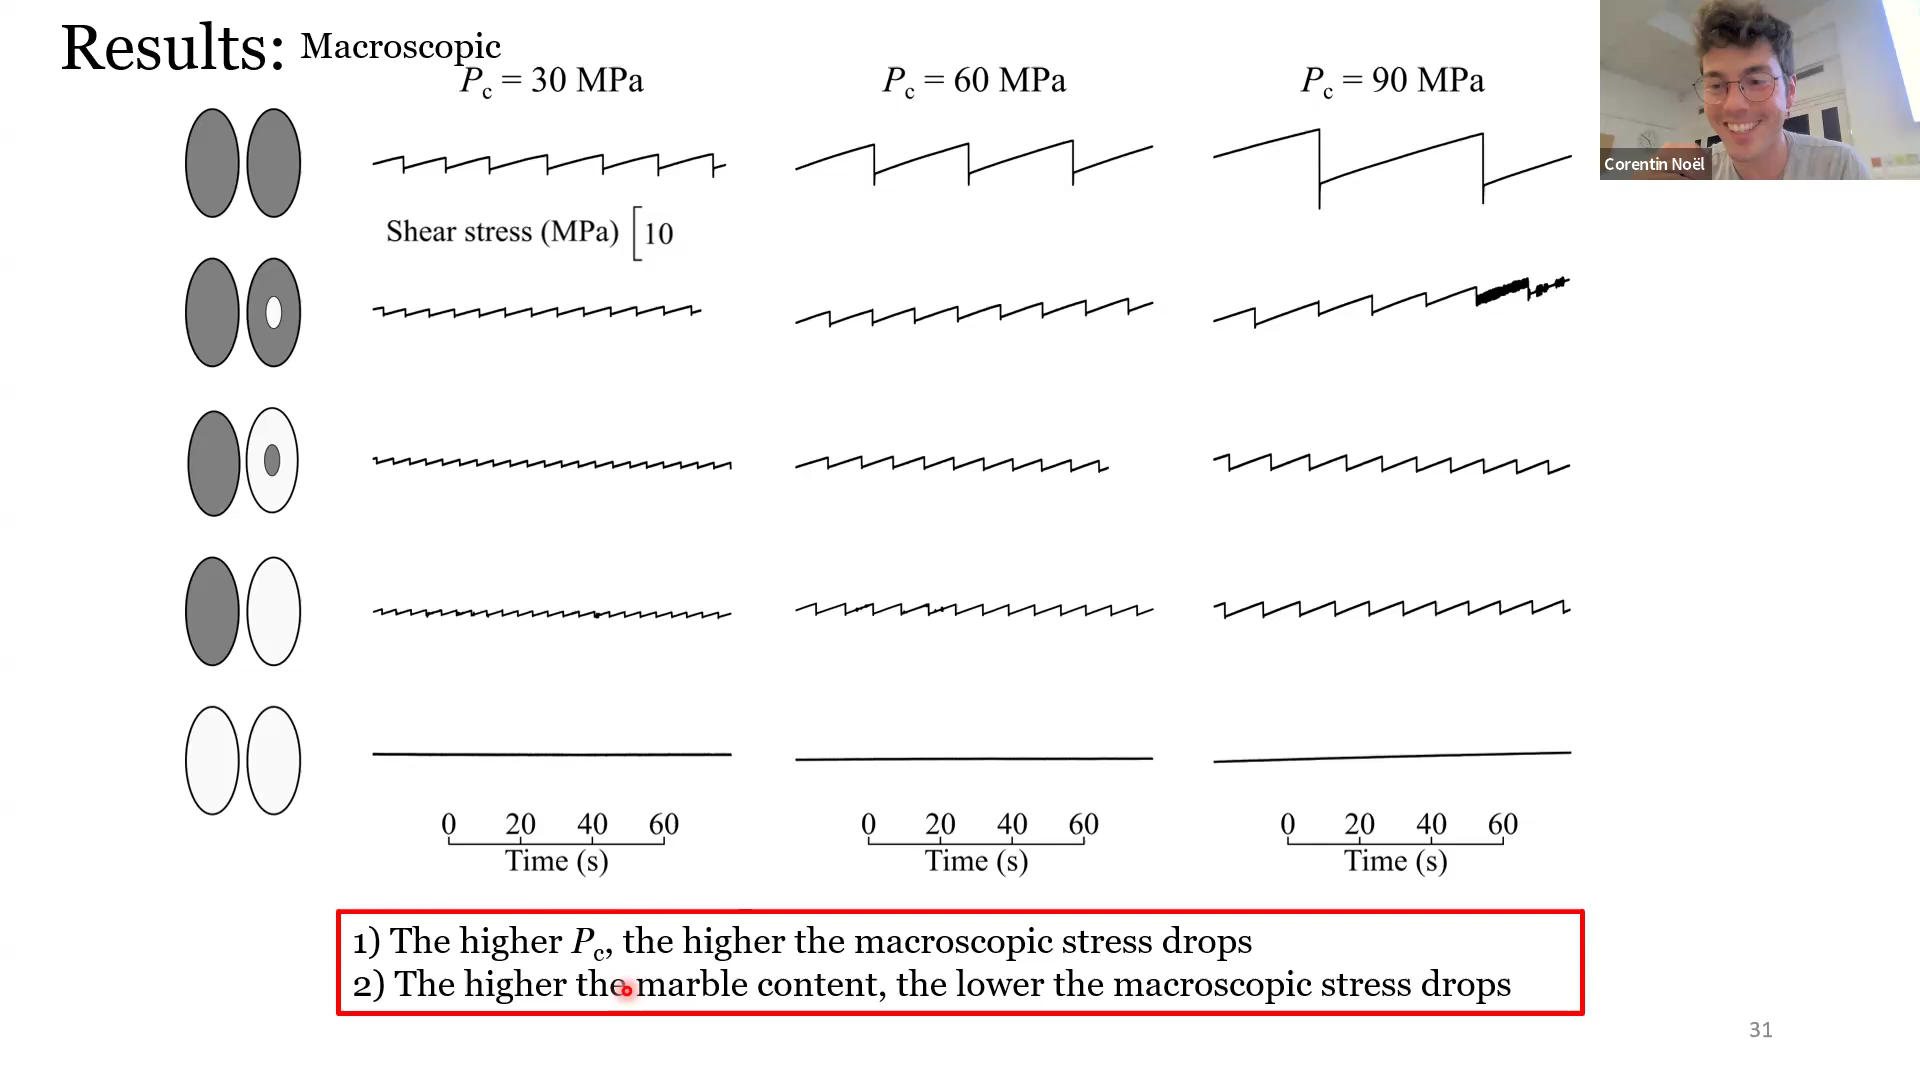 Results: Macroscopic
Pc = 30 MPa
Pc = 60 MPa
Pc = 90 MPa
Corentin Noël
Shear stress (MPa) [10
0 20 40 60
Time (s)
0 20 40 60
Time (s)
0 20 40 60
Time (s)
1) The higher Pc, the higher the macroscopic stress drops
2) The higher the marble content, the lower the macroscopic stress drops
31